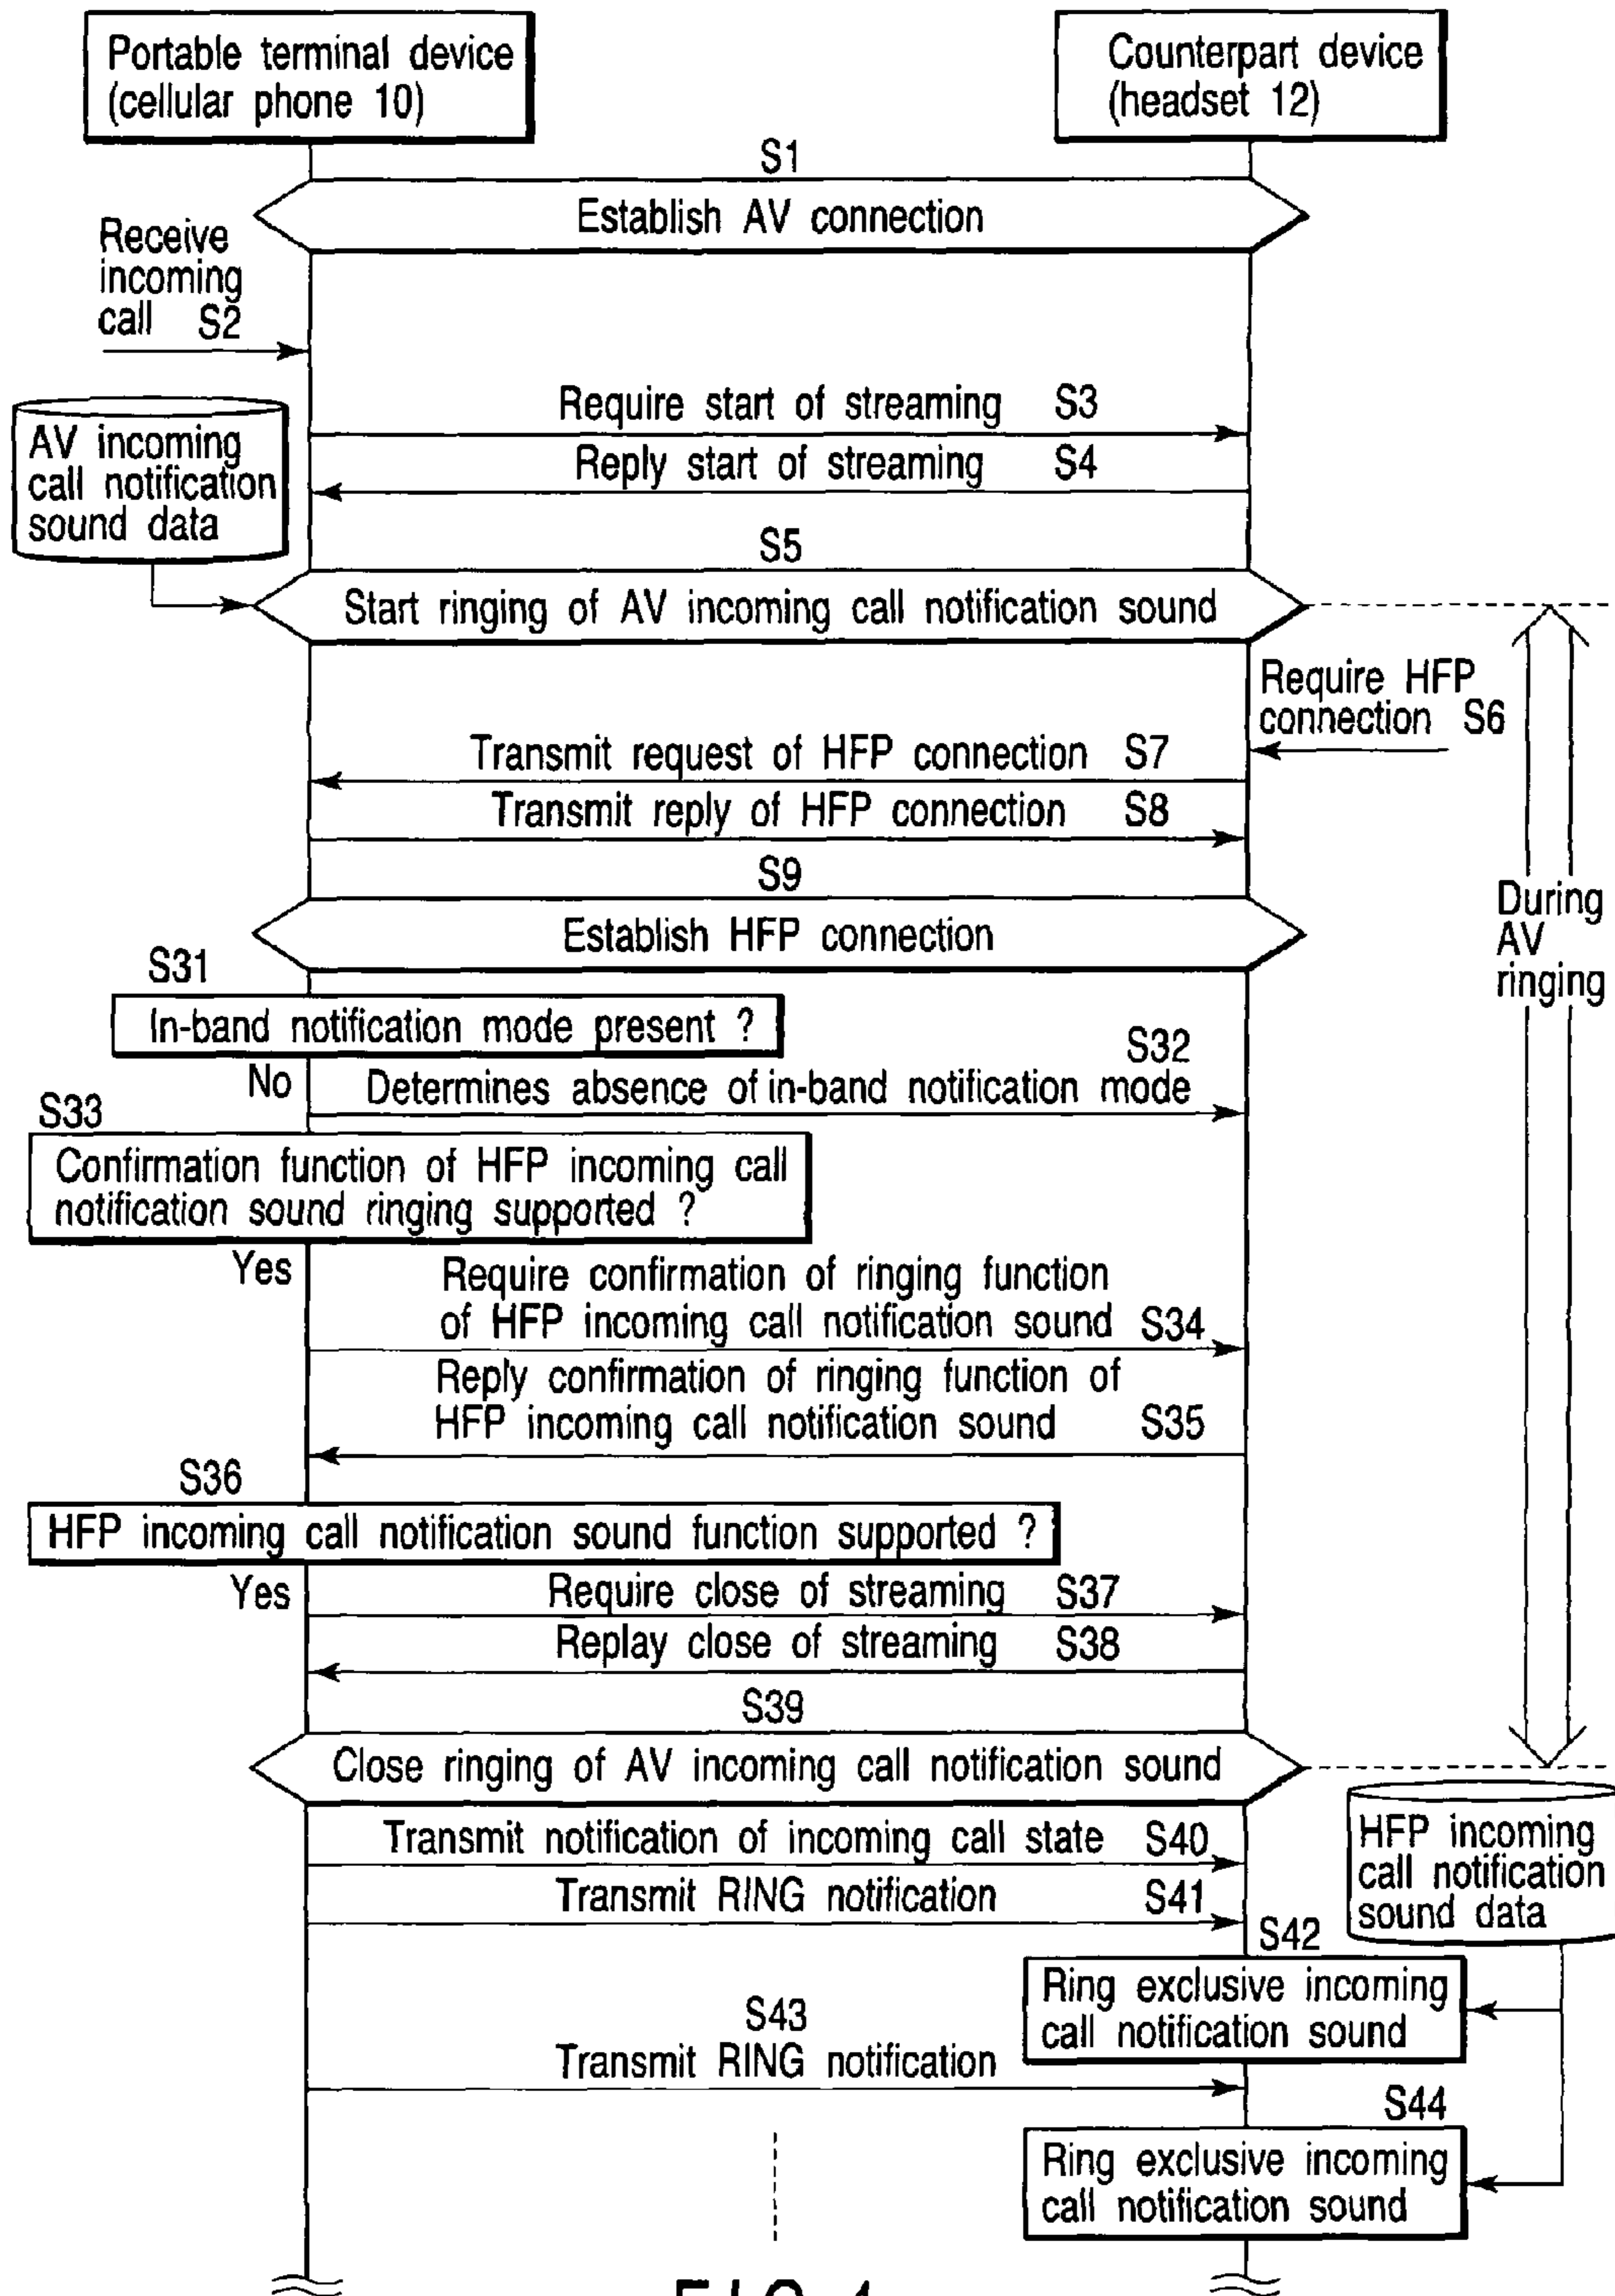 Portable terminal device
(cellular phone 10)
Counterpart device
(headset 12)
S1
Establish AV connection
Receive
incoming
call S2
Require start of streaming S3
AV incoming
call notification
sound data
Reply start of streaming S4
S5
Start ringing of AV incoming call notification sound
Require HFP
connection S6
Transmit request of HFP connection S7
Transmit reply of HFP connection S8
S9
Establish HFP connection
During
AV
ringing
S31
In-band notification mode present ?
S32
No
Determines absence of in-band notification mode
S33
Confirmation function of HFP incoming call
notification sound ringing supported ?
Yes
Require confirmation of ringing function
of HFP incoming call notification sound S34
Reply confirmation of ringing function of
HFP incoming call notification sound S35
S36
HFP incoming call notification sound function supported ?
Yes
Require close of streaming S37
Replay close of streaming S38
S39
Close ringing of AV incoming call notification sound
Transmit notification of incoming call state S40
HFP incoming
call notification
sound data
Transmit RING notification S41
S42
Ring exclusive incoming
call notification sound
S43
Transmit RING notification
S44
Ring exclusive incoming
call notification sound